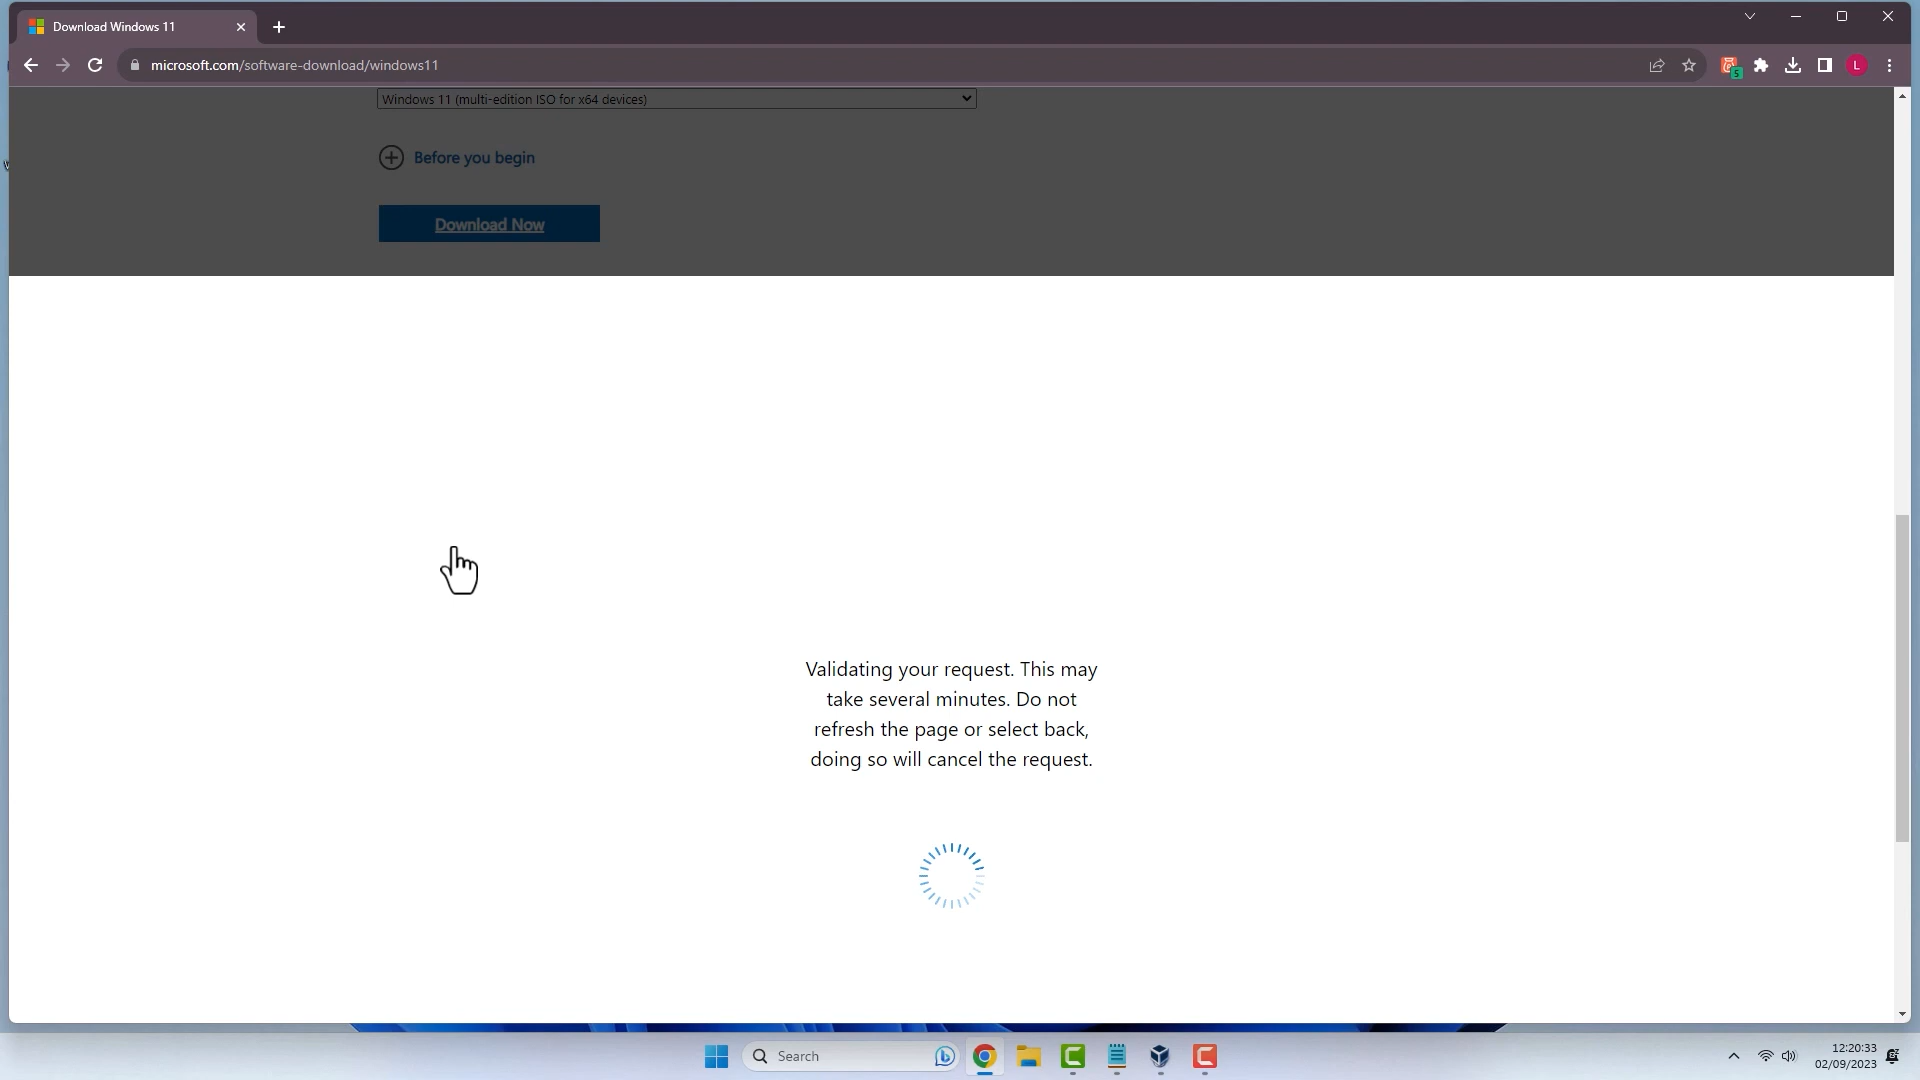 Download Windows 11
microsoft.com/software-download/windows11
L
5
Windows 11 (multi-edition ISO for x64 devices)
Before you begin
Download Now
Validating your request. This may
take several minutes. Do not
refresh the page or select back,
doing so will cancel the request.
Search
12:20:33
02/09/2023